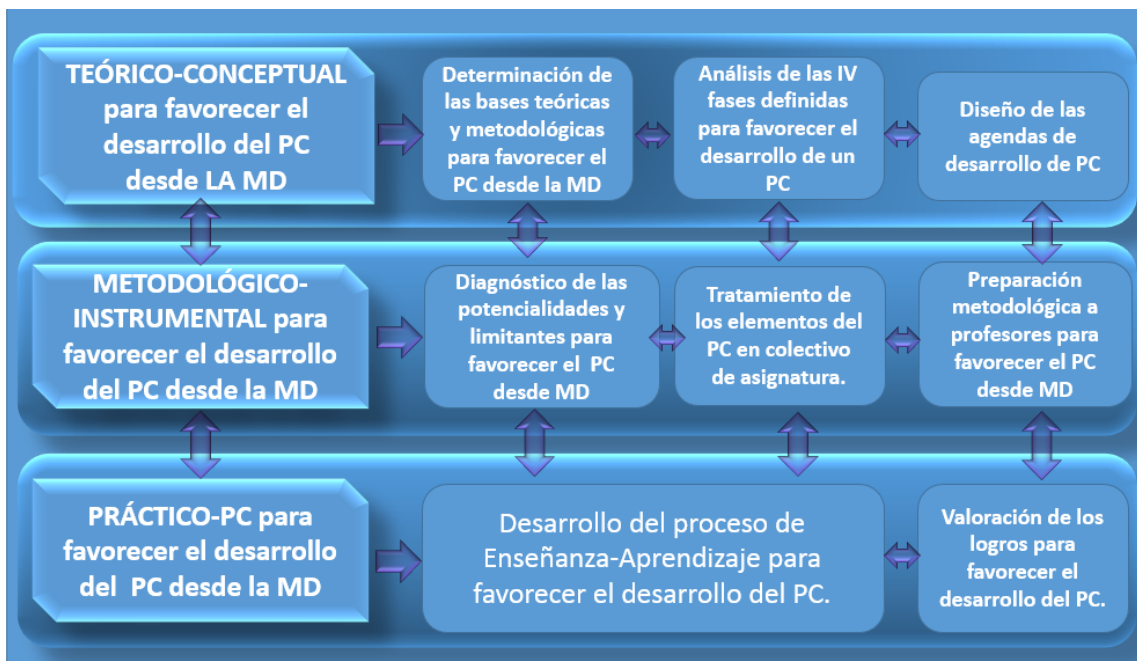 TEÓRICO-CONCEPTUAL
para favorecer el
desarrollo del PC
desde LA MD
Determinación de
las bases teóricas
y metodológicas
para favorecer el
PC desde la MD
Análisis de las IV
fases definidas
para favorecer el
desarrollo de un
PC
Diseño de las
agendas de
desarrollo de PC
METODOLÓGICO-
INSTRUMENTAL para
favorecer el desarrollo
del PC desde la MD
Diagnóstico de las
potencialidades y
limitantes para
favorecer el PC
desde MD
Tratamiento de
los elementos del
PC en colectivo
de asignatura.
Preparación
metodológica a
profesores para
favorecer el PC
desde MD
PRÁCTICO-PC para
favorecer el desarrollo
del PC desde la MD
Desarrollo del proceso de
Enseñanza-Aprendizaje para
favorecer el desarrollo del PC.
Valoración de los
logros para
favorecer el
desarrollo del PC.